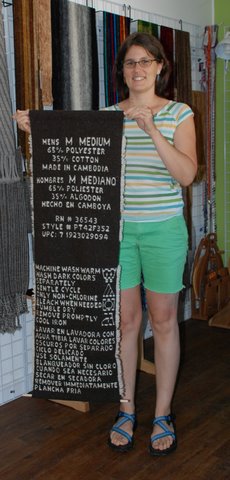 MENS M MEDIUM
65% POLYESTER
35% COTTON
MADE IN CAMBODIA
HOMBRES M MEDIANO
65% POLIESTER
35% ALGODON
HECHO EN CAMBOYA
RN # 36543
STYLE # PT42F352
UPC: 7 1923029094
MACHINE WASH WARM
WASH DARK COLORS
SEPARATELY
GENTLE CYCLE
ONLY NON-CHLORINE
BLEACH WHEN NEEDED
TUMBLE DRY
REMOVE PROMPTLY
COOL IRON
LAVAR EN LAVADORA CON
AGUA TIBIA LAVAR COLORES
OSCUROS POR SEPARADO
CICLO DELICADO
USE SOLAMENTE
BLANQUEADOR SIN CLORO
CUANDO SEA NECESARIO
SECAR EN SECADORA
REMOVER IMMEDIATAMENTE
PLANCHA FRIA